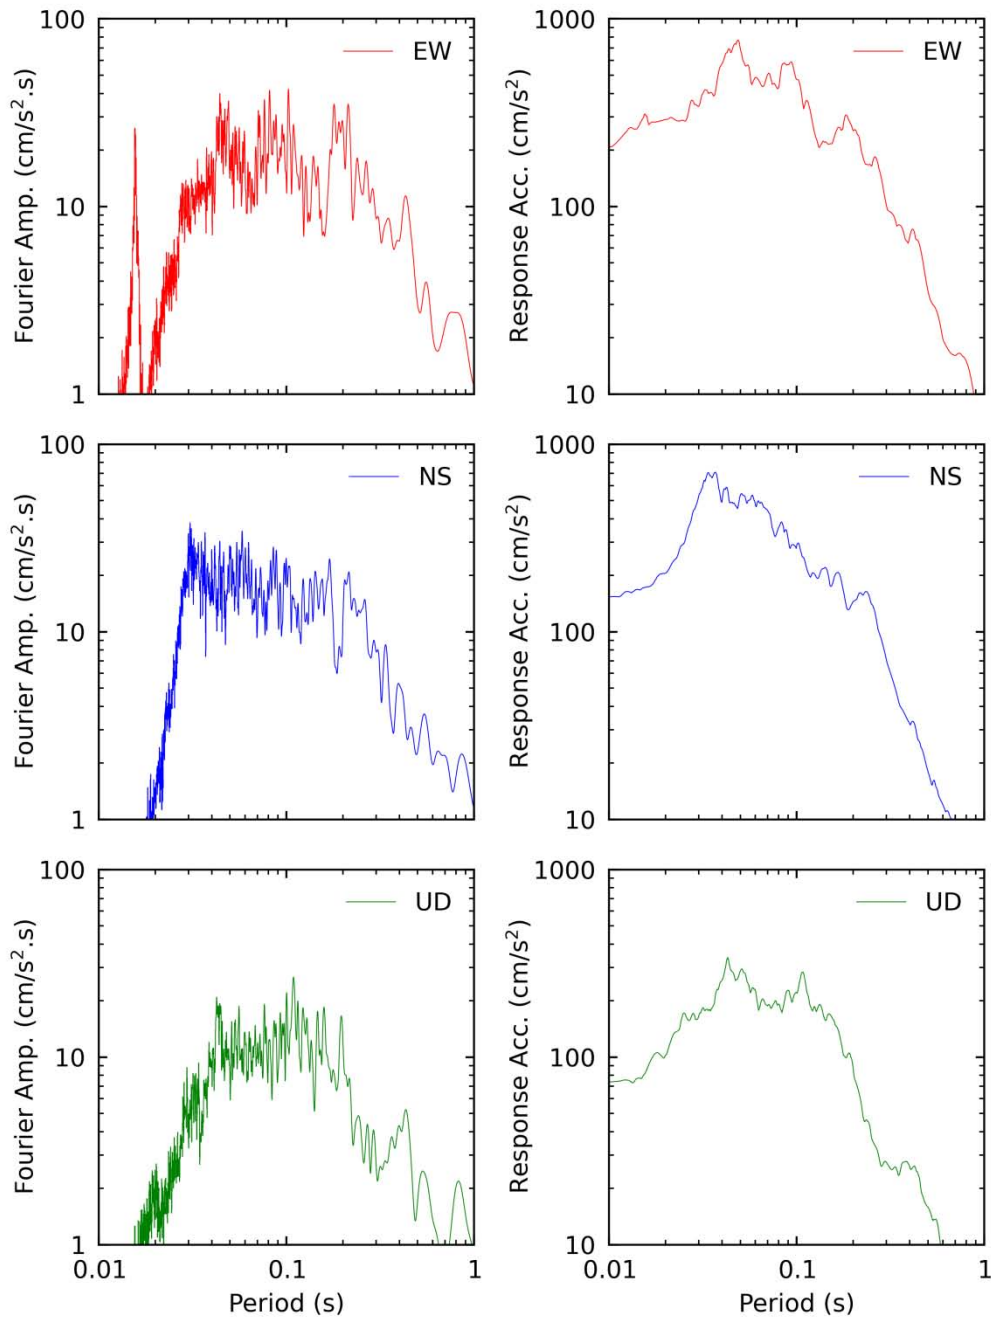 100
EW
10
1
Fourier Amp. (cm/s².s)
1000
EW
100
10
Response Acc. (cm/s²)
100
NS
10
1
Fourier Amp. (cm/s².s)
1000
NS
100
10
Response Acc. (cm/s²)
100
UD
10
1
Fourier Amp. (cm/s².s)
0.01
0.1
1
Period (s)
1000
UD
100
10
Response Acc. (cm/s²)
0.01
0.1
1
Period (s)